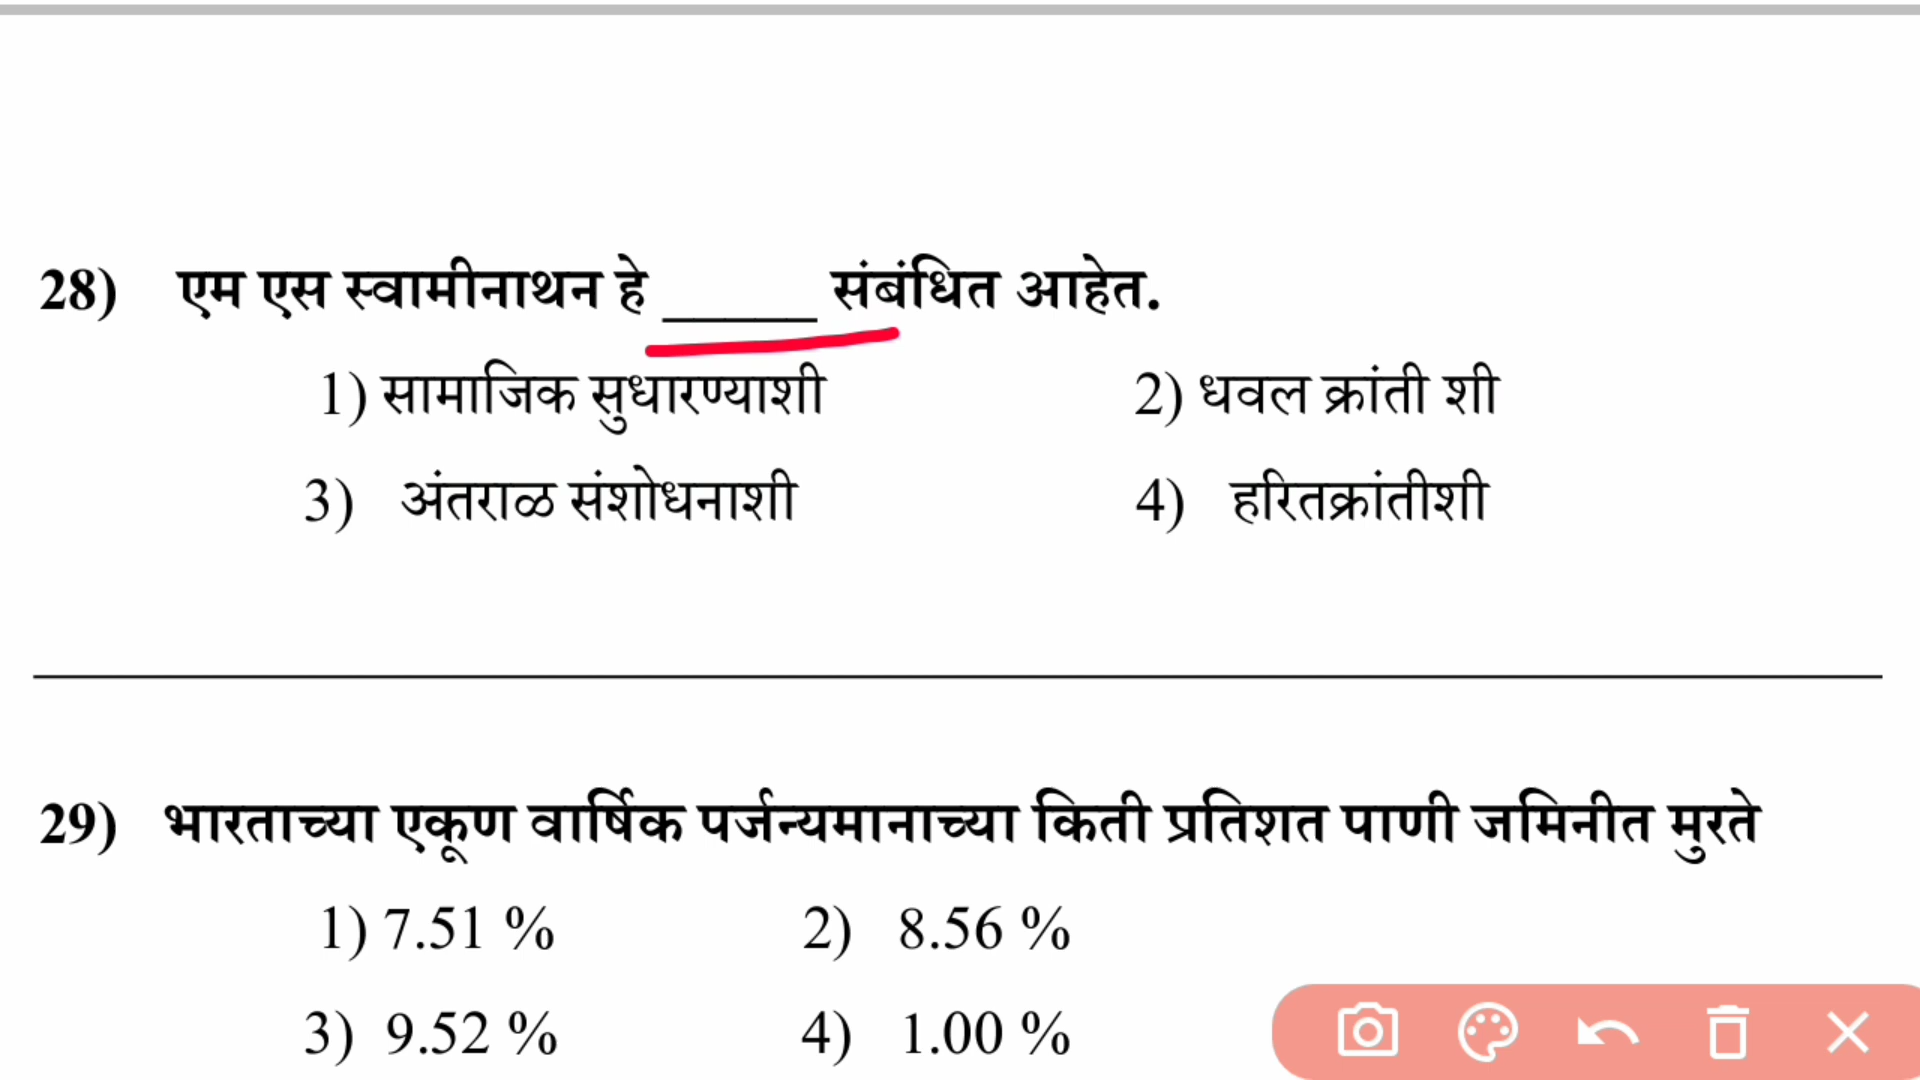 28) एम एस स्वामीनाथन हे _____ संबंधित आहेत.
1) सामाजिक सुधारण्याशी 2) धवल क्रांती शी
3) अंतराळ संशोधनाशी 4) हरितक्रांतीशी
29) भारताच्या एकूण वार्षिक पर्जन्यमानाच्या किती प्रतिशत पाणी जमिनीत मुरते
1) 7.51 % 2) 8.56 %
3) 9.52 % 4) 1.00 %